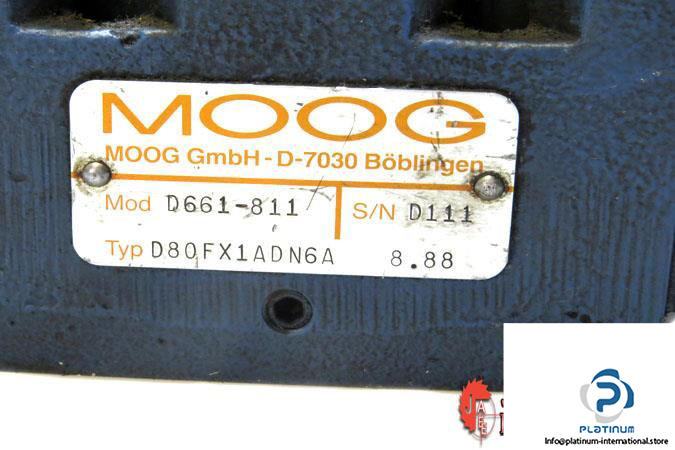 MOOG
MOOG GmbH - D-7030 Böblingen
Mod D661-811 S/N D111
Typ D80FX1ADN6A 8.88
PLATINUM
Info@platinum-international.store